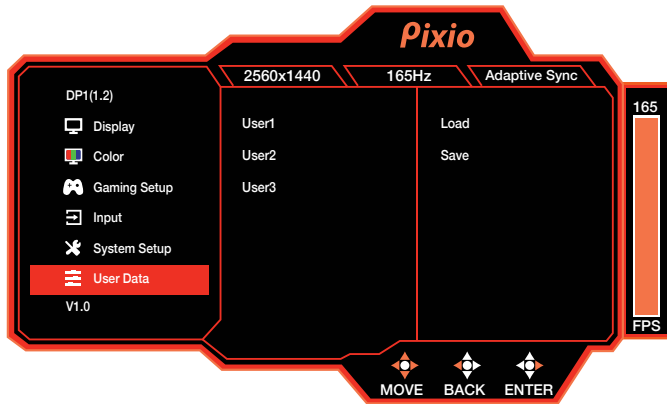 Pixio
2560x1440 165Hz Adaptive Sync
DP1(1.2)
Display
Color
Gaming Setup
Input
System Setup
User Data
V1.0
User1
User2
User3
Load
Save
165
FPS
MOVE BACK ENTER